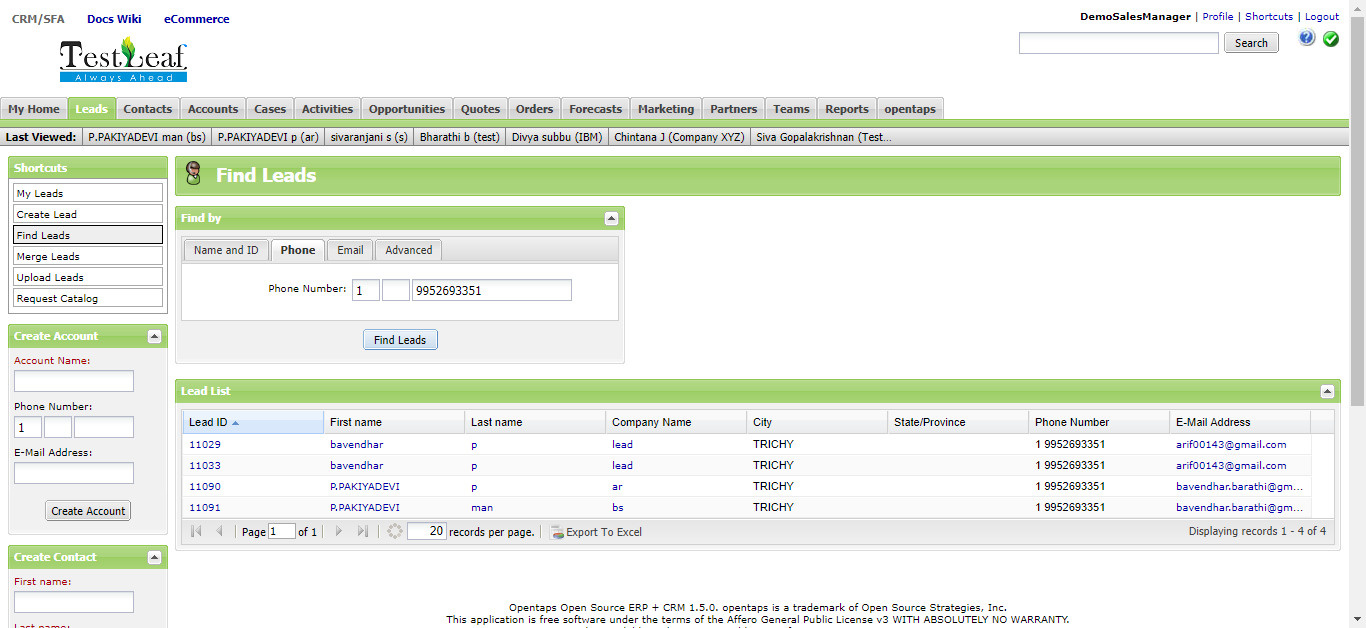 CRM/SFA Docs Wiki eCommerce
DemoSalesManager | Profile | Shortcuts | Logout
TestLeaf
Always Ahead
Search
?
My Home Leads Contacts Accounts Cases Activities Opportunities Quotes Orders Forecasts Marketing Partners Teams Reports opentaps
Last Viewed: P.PAKIYADEVI man (bs) P.PAKIYADEVI p (ar) sivaranjani s (s) Bharathi b (test) Divya subbu (IBM) Chintana J (Company XYZ) Siva Gopalakrishnan (Test...
Shortcuts
My Leads
Create Lead
Find Leads
Merge Leads
Upload Leads
Request Catalog
Create Account
Account Name:
Phone Number:
1
E-Mail Address:
Create Account
Create Contact
First name:
Last name:
Find Leads
Find by
Name and ID Phone Email Advanced
Phone Number: 1 9952693351
Find Leads
Lead List
Lead ID First name Last name Company Name City State/Province Phone Number E-Mail Address
11029 bavendhar p lead TRICHY 1 9952693351 arif00143@gmail.com
11033 bavendhar p lead TRICHY 1 9952693351 arif00143@gmail.com
11090 P.PAKIYADEVI p ar TRICHY 1 9952693351 bavendhar.barathi@gm...
11091 P.PAKIYADEVI man bs TRICHY 1 9952693351 bavendhar.barathi@gm...
Page 1 of 1 20 records per page. Export To Excel Displaying records 1 - 4 of 4
Opentaps Open Source ERP + CRM 1.5.0. opentaps is a trademark of Open Source Strategies, Inc.
This application is free software under the terms of the Affero General Public License v3 WITH ABSOLUTELY NO WARRANTY.